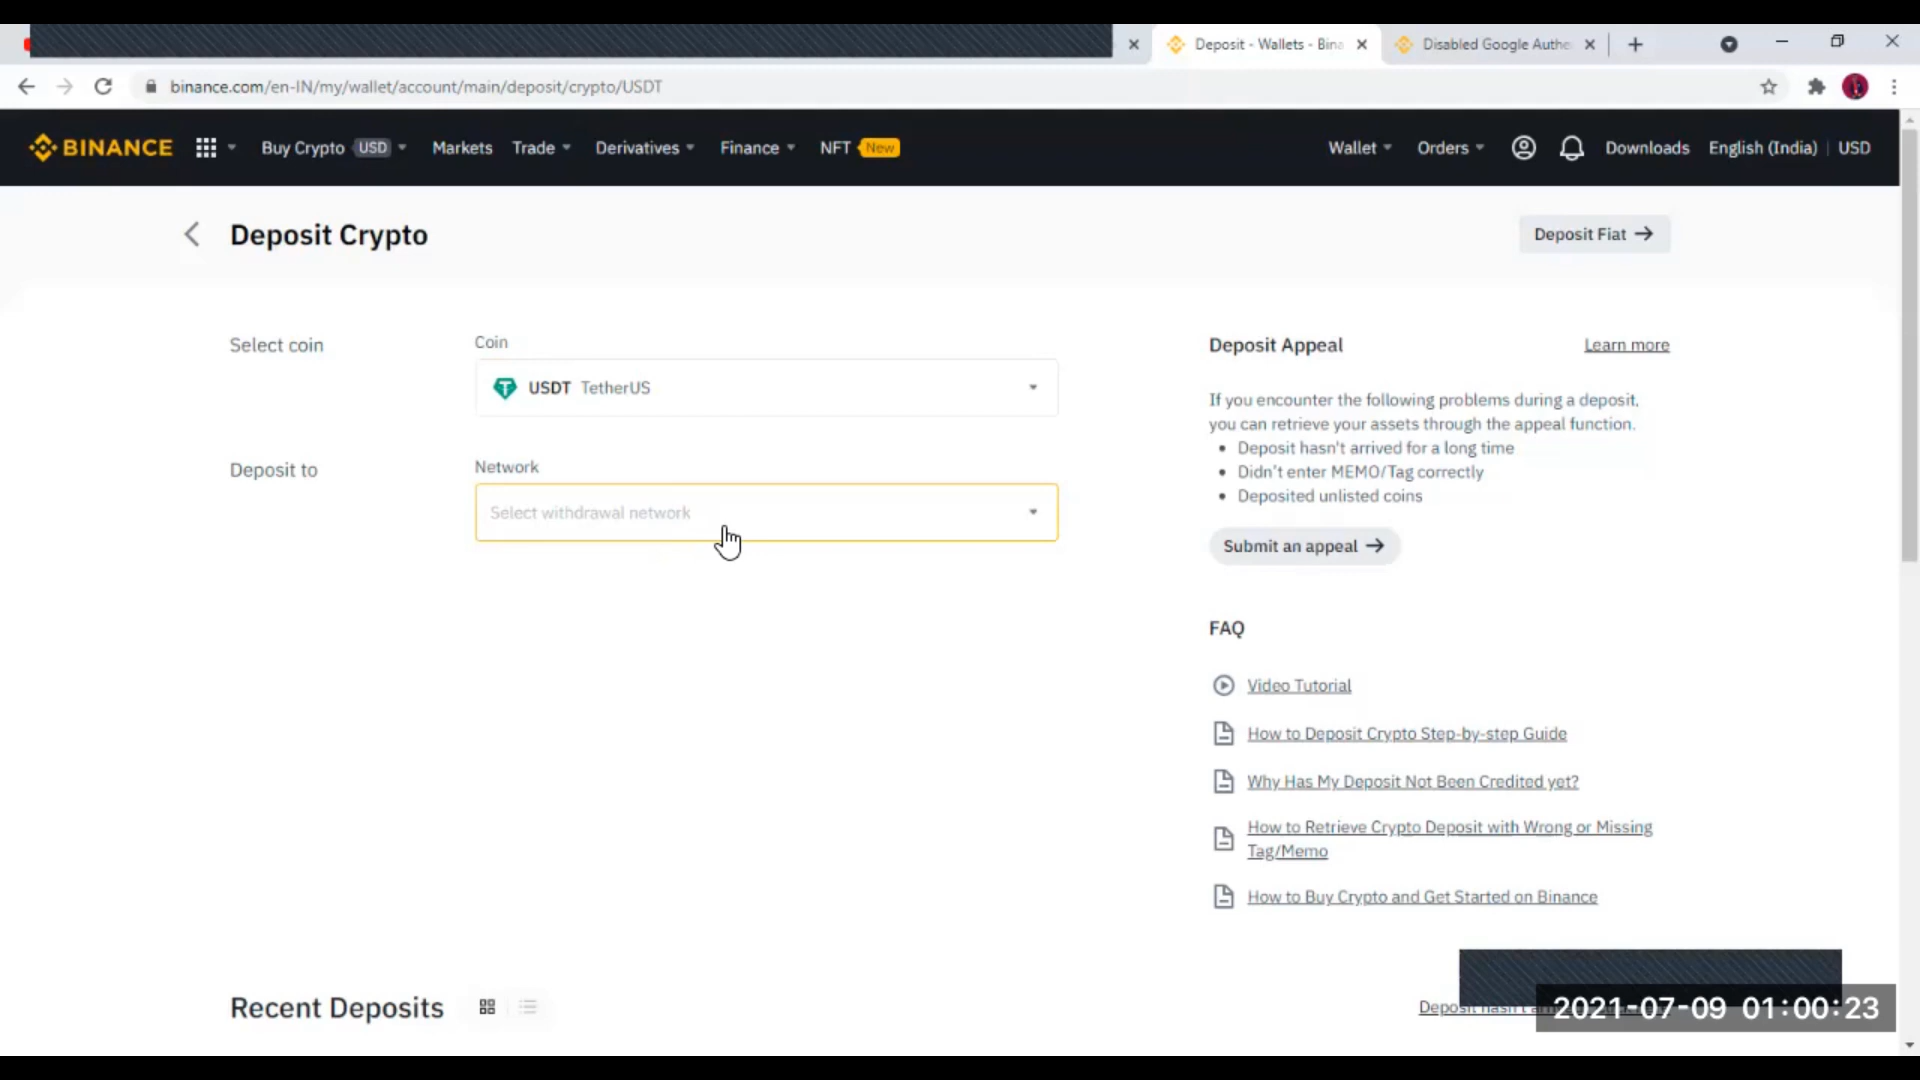 Deposit - Wallets - Bina
Disabled Google Authe
binance.com/en-IN/my/wallet/account/main/deposit/crypto/USDT
BINANCE
Buy Crypto USD
Markets
Trade
Derivatives
Finance
NFT New
Wallet
Orders
Downloads
English (India) | USD
Deposit Crypto
Deposit Fiat
Select coin
Coin
USDT TetherUS
Deposit to
Network
Select withdrawal network
Deposit Appeal
Learn more
If you encounter the following problems during a deposit,
you can retrieve your assets through the appeal function.
Deposit hasn't arrived for a long time
Didn't enter MEMO/Tag correctly
Deposited unlisted coins
Submit an appeal
FAQ
Video Tutorial
How to Deposit Crypto Step-by-step Guide
Why Has My Deposit Not Been Credited yet?
How to Retrieve Crypto Deposit with Wrong or Missing
Tag/Memo
How to Buy Crypto and Get Started on Binance
Recent Deposits
Deposit hasn't
2021-07-09 01:00:23